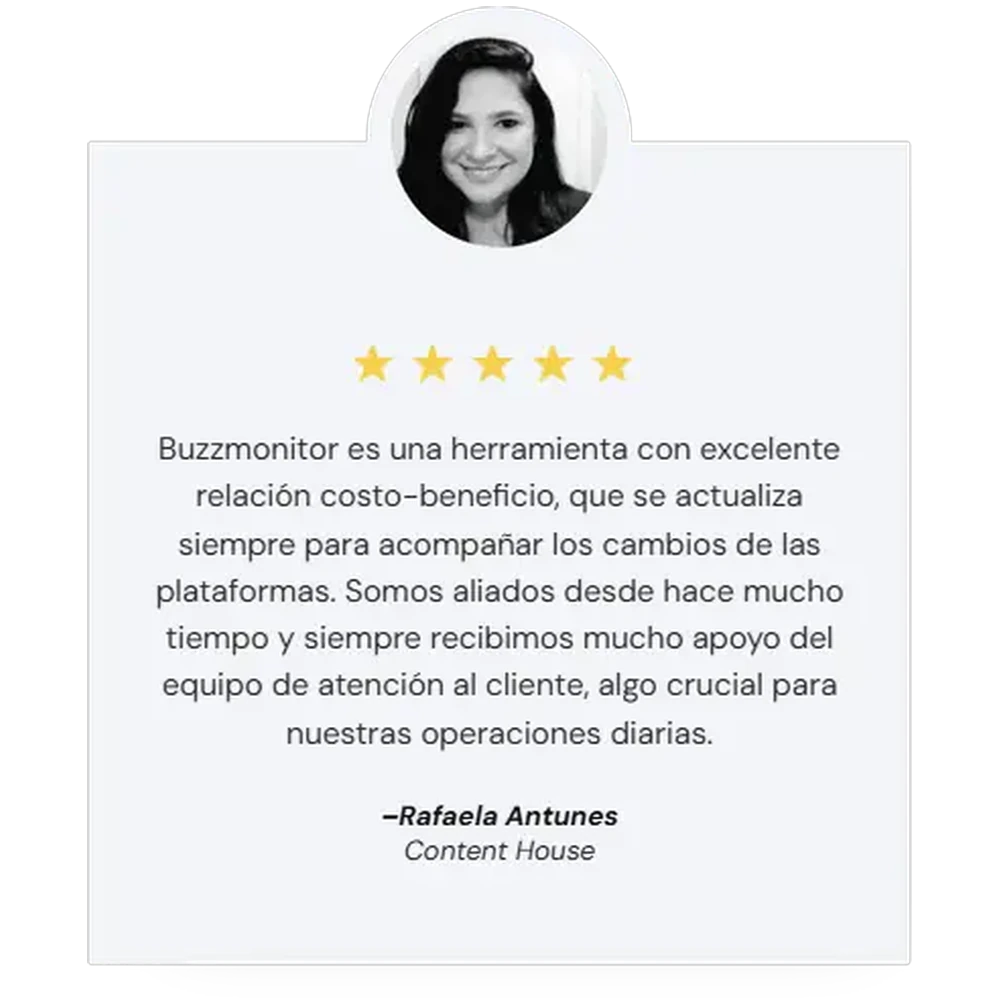 Buzzmonitor es una herramienta con excelente
relación costo-beneficio, que se actualiza
siempre para acompañar los cambios de las
plataformas. Somos aliados desde hace mucho
tiempo y siempre recibimos mucho apoyo del
equipo de atención al cliente, algo crucial para
nuestras operaciones diarias.
–Rafaela Antunes
Content House